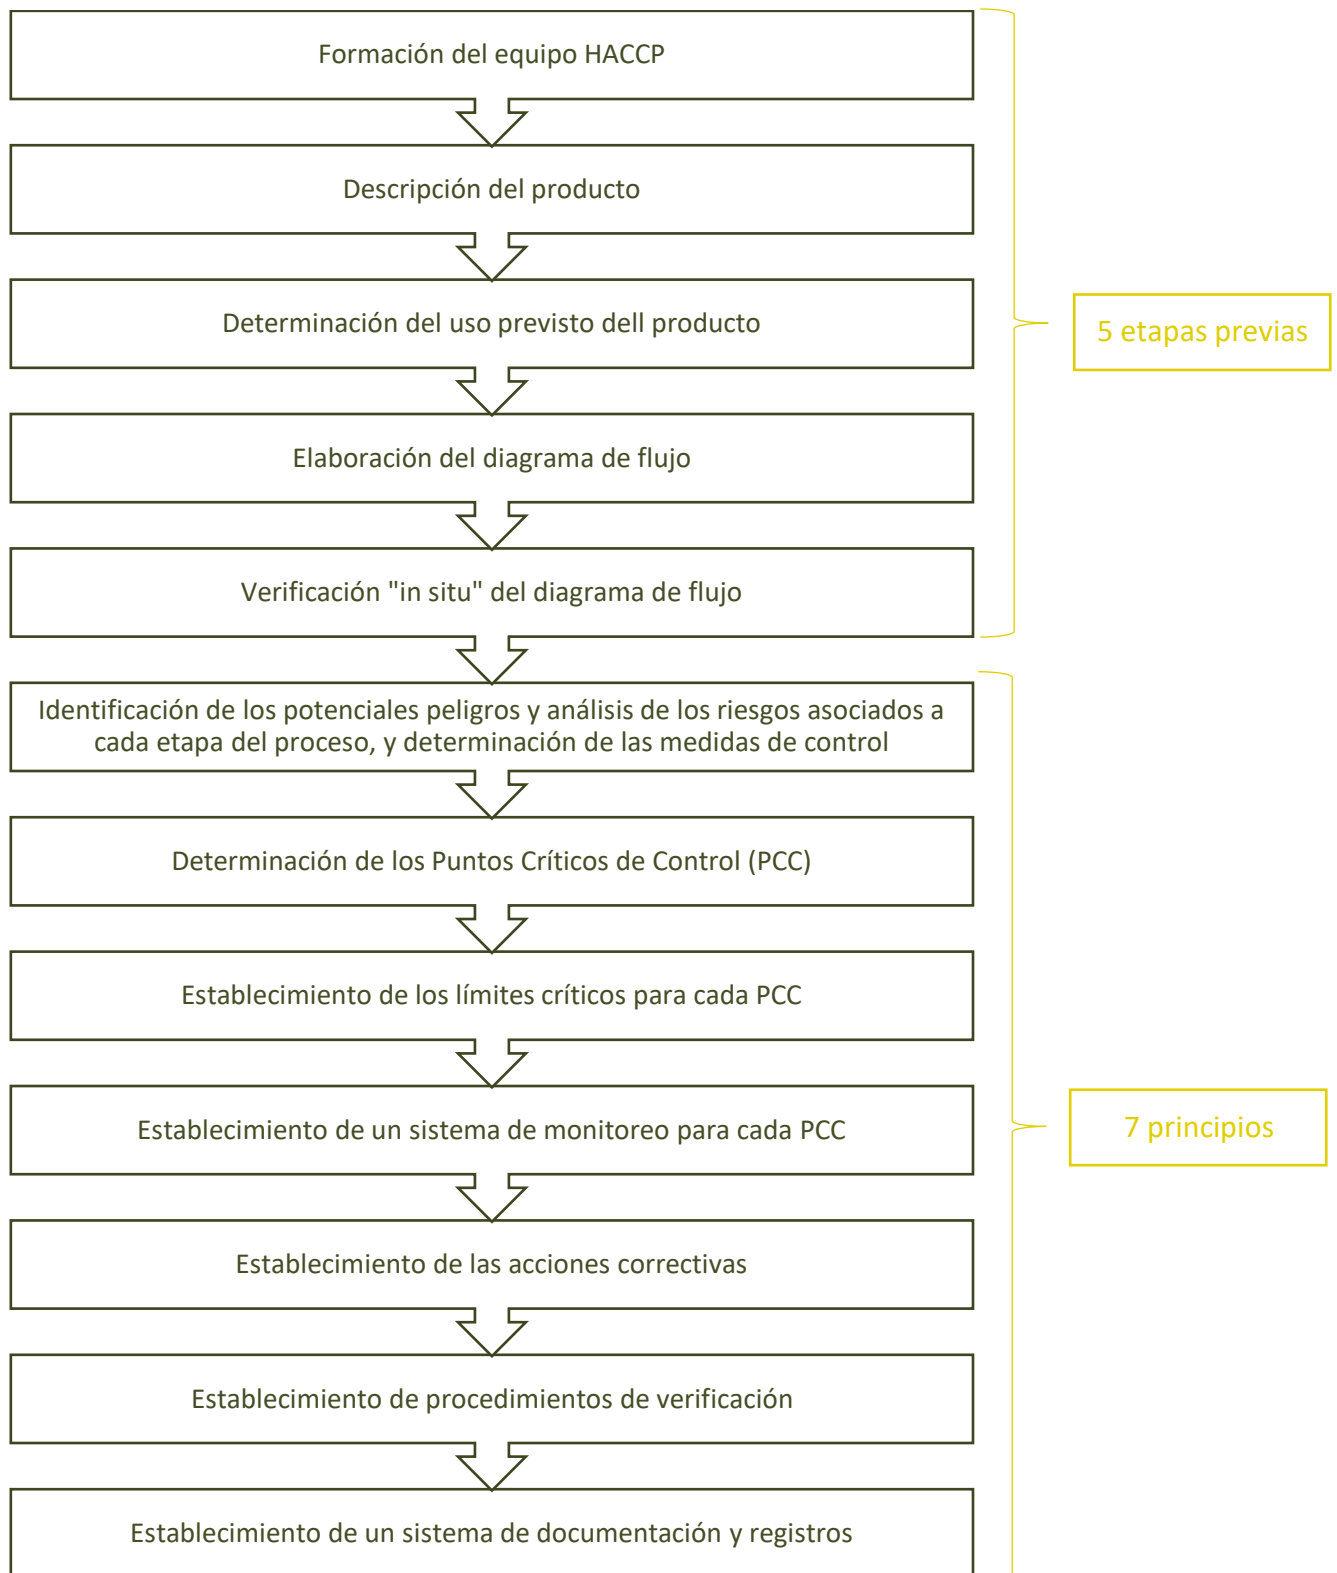 Formación del equipo HACCP
Descripción del producto
Determinación del uso previsto dell producto
5 etapas previas
Elaboración del diagrama de flujo
Verificación "in situ" del diagrama de flujo
Identificación de los potenciales peligros y análisis de los riesgos asociados a
cada etapa del proceso, y determinación de las medidas de control
Determinación de los Puntos Críticos de Control (PCC)
Establecimiento de los límites críticos para cada PCC
Establecimiento de un sistema de monitoreo para cada PCC
7 principios
Establecimiento de las acciones correctivas
Establecimiento de procedimientos de verificación
Establecimiento de un sistema de documentación y registros